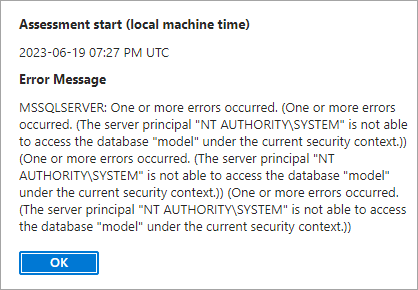 Assessment start (local machine time)
2023-06-19 07:27 PM UTC
Error Message
MSSQLSERVER: One or more errors occurred. (One or more errors
occurred. (The server principal "NT AUTHORITY\SYSTEM" is not able
to access the database "model" under the current security context.))
(One or more errors occurred. (The server principal "NT
AUTHORITY\SYSTEM" is not able to access the database "model"
under the current security context.)) (One or more errors occurred.
(The server principal "NT AUTHORITY\SYSTEM" is not able to access
the database "model" under the current security context.))
OK